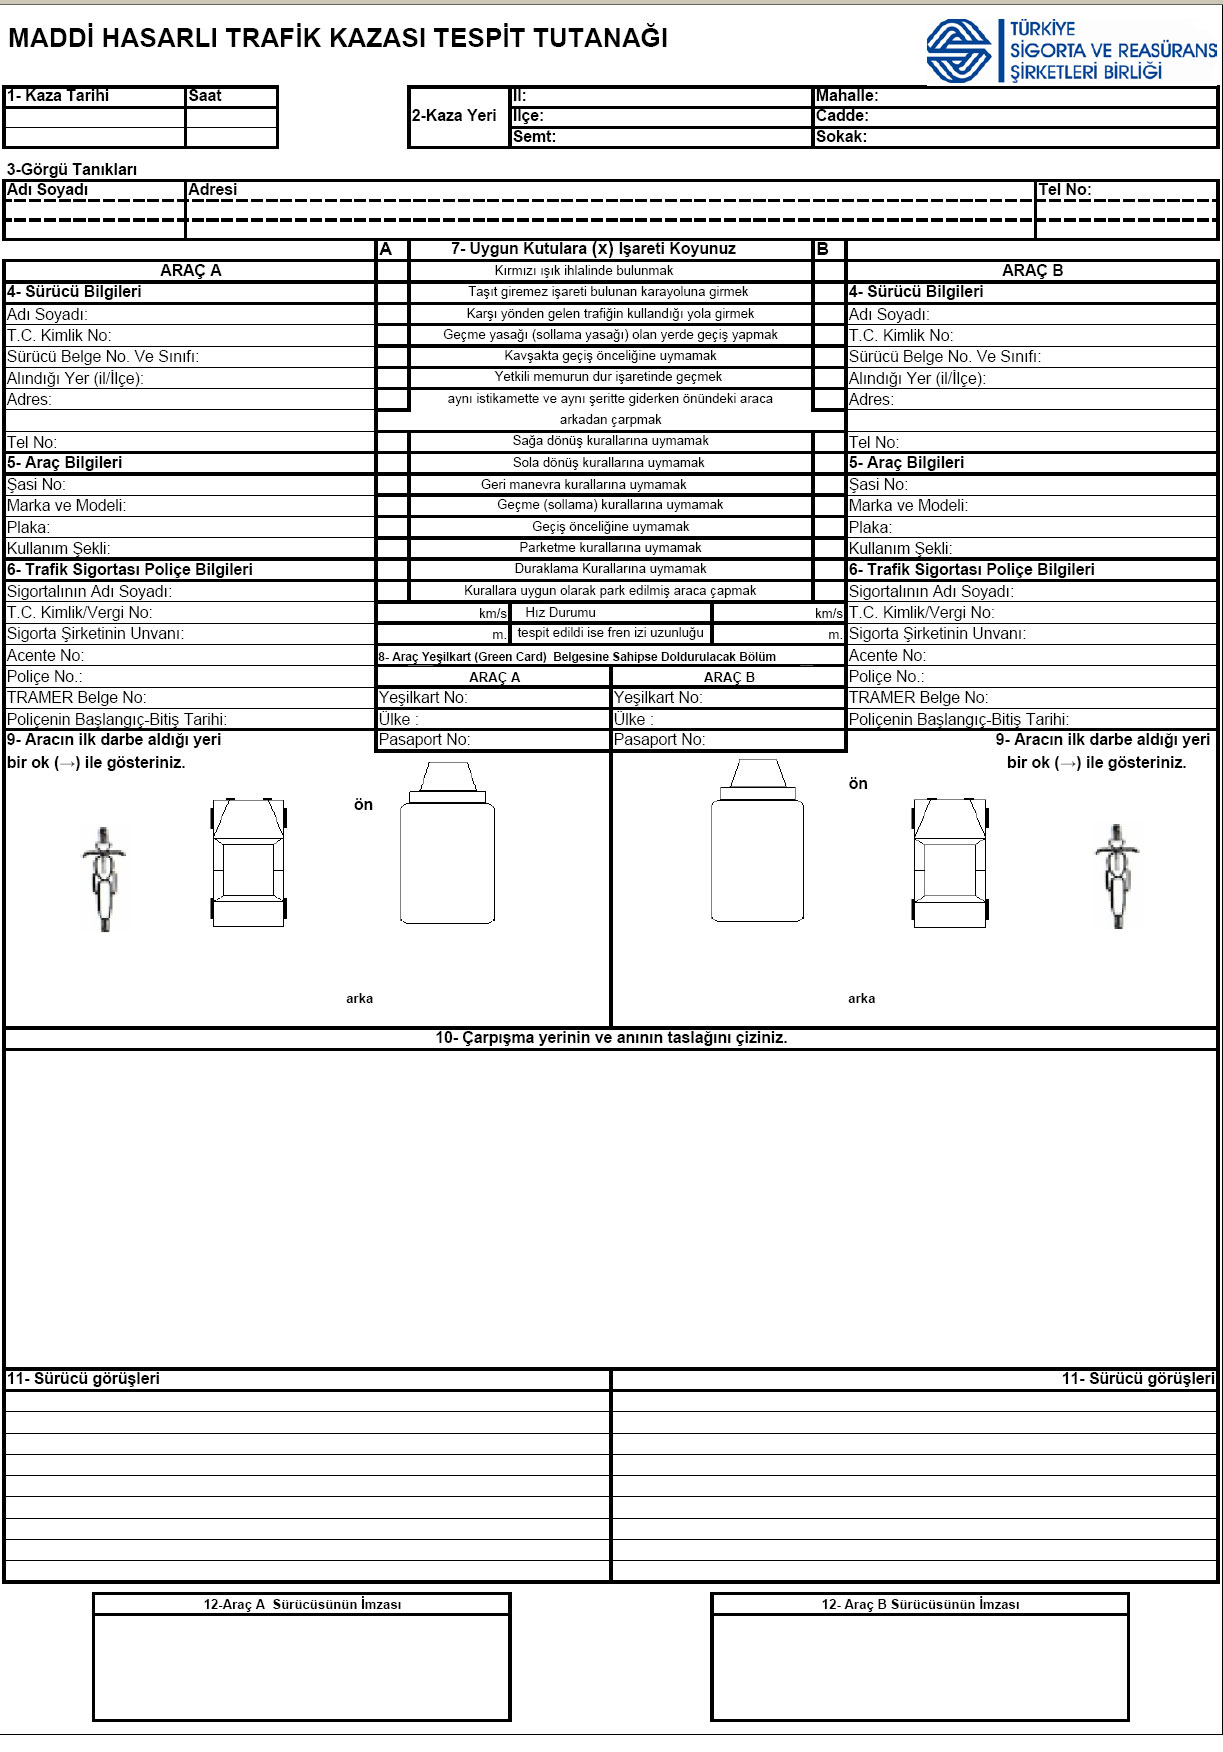 MADDİ HASARLI TRAFİK KAZASI TESPİT TUTANAĞI
TÜRKİYE
SİGORTA VE REASÜRANS
ŞİRKETLERİ BİRLİĞİ
1- Kaza Tarihi Saat
2-Kaza Yeri
İl: Mahalle:
İlçe: Cadde:
Semt: Sokak:
3-Görgü Tanıkları
Adı Soyadı Adresi Tel No:
A 7- Uygun Kutulara (x) İşareti Koyunuz B
ARAÇ A Kırmızı ışık ihlalinde bulunmak ARAÇ B
4- Sürücü Bilgileri Taşıt giremez işareti bulunan karayoluna girmek 4- Sürücü Bilgileri
Adı Soyadı: Karşı yönden gelen trafiğin kullandığı yola girmek Adı Soyadı:
T.C. Kimlik No: Geçme yasağı (sollama yasağı) olan yerde geçiş yapmak T.C. Kimlik No:
Sürücü Belge No. Ve Sınıfı: Kavşakta geçiş önceliğine uymamak Sürücü Belge No. Ve Sınıfı:
Alındığı Yer (il/İlçe): Yetkili memurun dur işaretinde geçmek Alındığı Yer (il/İlçe):
Adres: aynı istikamette ve aynı şeritte giderken önündeki araca Adres:
arkadan çarpmak
Tel No: Sağa dönüş kurallarına uymamak Tel No:
5- Araç Bilgileri Sola dönüş kurallarına uymamak 5- Araç Bilgileri
Şasi No: Geri manevra kurallarına uymamak Şasi No:
Marka ve Modeli: Geçme (sollama) kurallarına uymamak Marka ve Modeli:
Plaka: Geçiş önceliğine uymamak Plaka:
Kullanım Şekli: Parketme kurallarına uymamak Kullanım Şekli:
6- Trafik Sigortası Poliçe Bilgileri Duraklama Kurallarına uymamak 6- Trafik Sigortası Poliçe Bilgileri
Sigortalının Adı Soyadı: Kurallara uygun olarak park edilmiş araca çapmak Sigortalının Adı Soyadı:
T.C. Kimlik/Vergi No: km/s Hız Durumu km/s T.C. Kimlik/Vergi No:
Sigorta Şirketinin Unvanı: m. tespit edildi ise fren izi uzunluğu m. Sigorta Şirketinin Unvanı:
Acente No: 8- Araç Yeşilkart (Green Card) Belgesine Sahipse Doldurulacak Bölüm Acente No:
Poliçe No.: ARAÇ A ARAÇ B Poliçe No.:
TRAMER Belge No: Yeşilkart No: Yeşilkart No: TRAMER Belge No:
Poliçenin Başlangıç-Bitiş Tarihi: Ülke : Ülke : Poliçenin Başlangıç-Bitiş Tarihi:
9- Aracın ilk darbe aldığı yeri Pasaport No: Pasaport No: 9- Aracın ilk darbe aldığı yeri
bir ok (→) ile gösteriniz. bir ok (→) ile gösteriniz.
ön ön
arka arka
10- Çarpışma yerinin ve anının taslağını çiziniz.
11- Sürücü görüşleri 11- Sürücü görüşleri
12-Araç A Sürücüsünün İmzası 12- Araç B Sürücüsünün İmzası